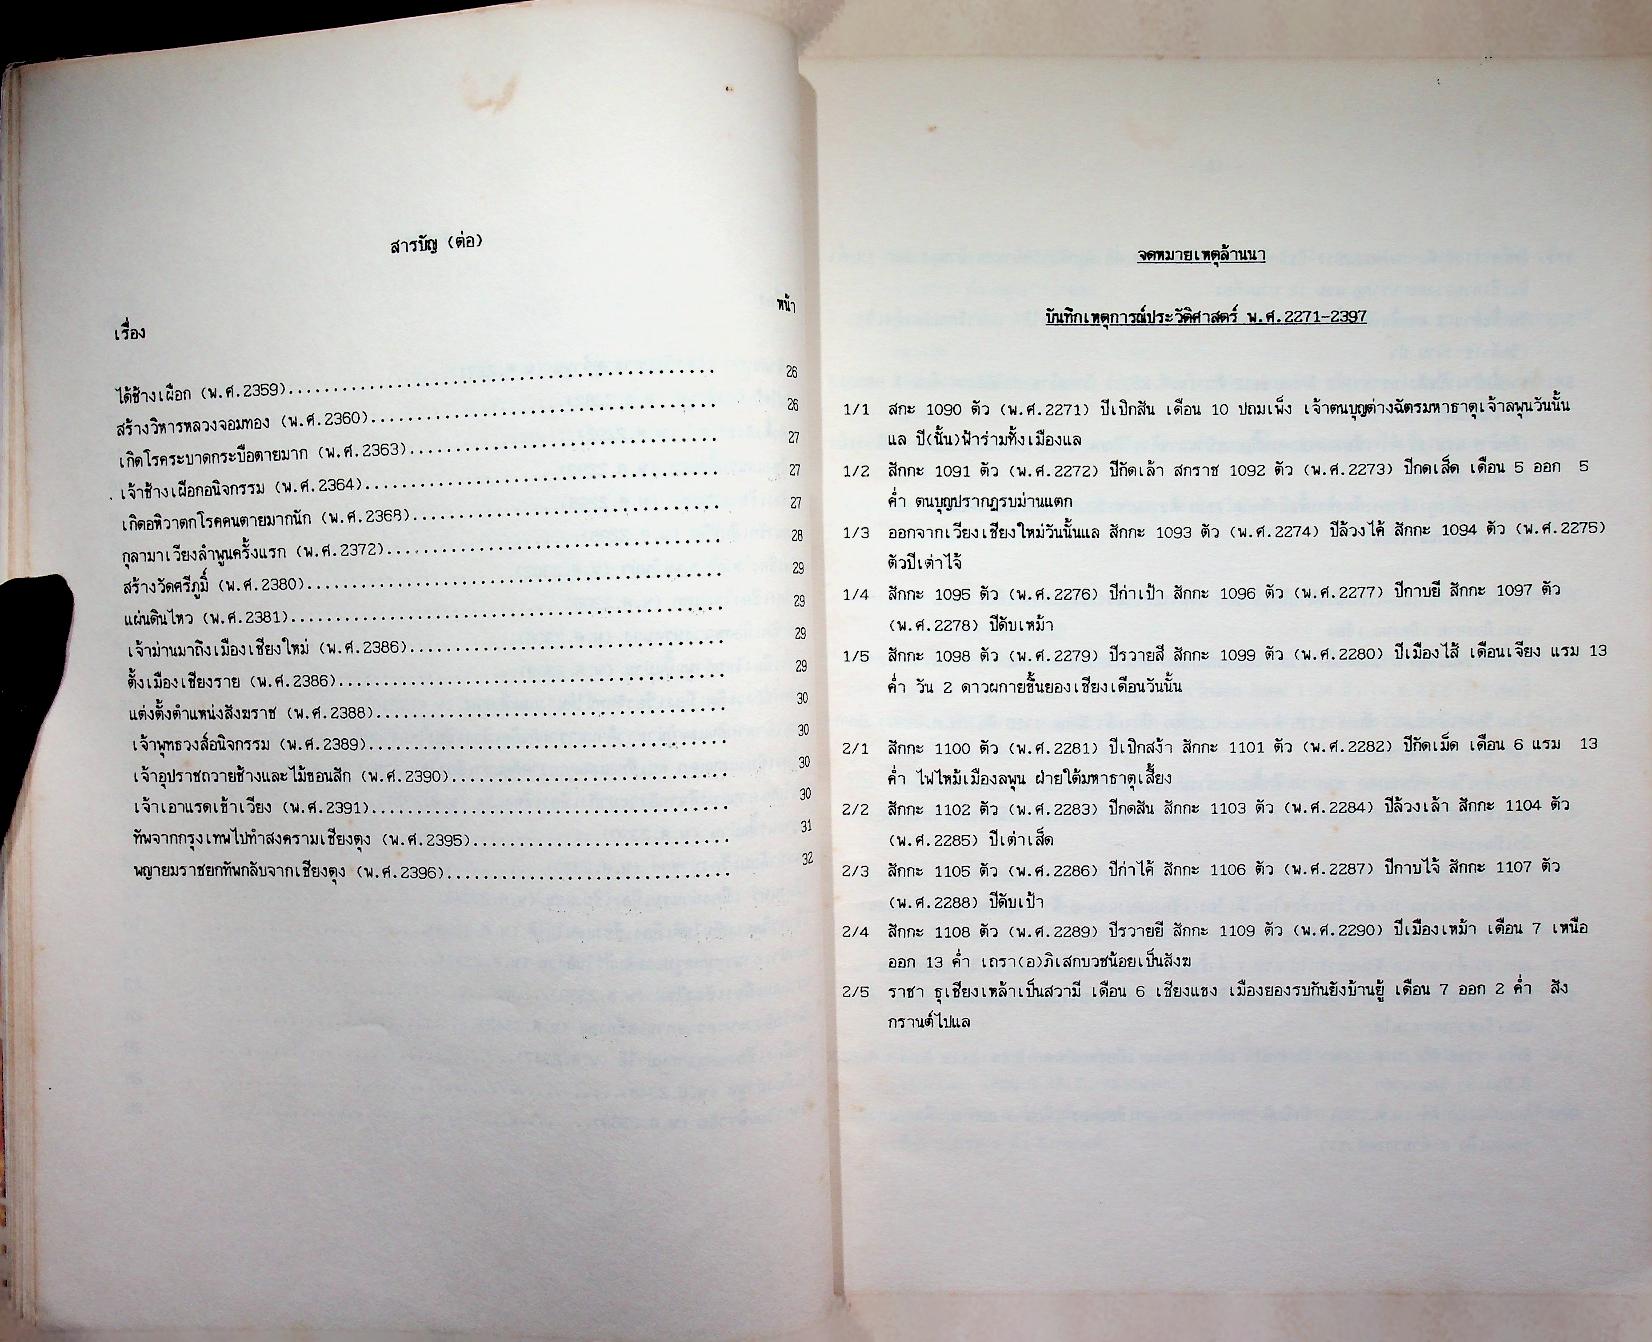 สารบัญ (ต่อ)
หน้า
เรื่อง
ได้ช้างเผือก (พ.ศ.2359)........................................ 26
สร้างวิหารหลวงจอมทอง (พ.ศ.2360)........................................ 26
เกิดโรคระบาดกระบือตายมาก (พ.ศ.2363)........................................ 27
เจ้าช้างเผือกอนิจกรรม (พ.ศ.2364)........................................ 27
เกิดอหิวาตกโรคคนตายมากนัก (พ.ศ.2368)........................................ 27
กุลามาเวียงลำพูนครั้งแรก (พ.ศ.2372)........................................ 28
สร้างวัดศรีภูมิ์ (พ.ศ.2380)........................................ 29
แผ่นดินไหว (พ.ศ.2381)........................................ 29
เจ้าม่านมาถึงเมืองเชียงใหม่ (พ.ศ.2386)........................................ 29
ตั้งเมืองเชียงราย (พ.ศ.2386)........................................ 29
แต่งตั้งตำแหน่งสังฆราช (พ.ศ.2388)........................................ 30
เจ้าพุทธวงส์อนิจกรรม (พ.ศ.2389)........................................ 30
เจ้าอุปราชถวายช้างและไม้ขอนสัก (พ.ศ.2390)........................................ 30
เจ้าเอาแรดเข้าเวียง (พ.ศ.2391)........................................ 30
ทัพจากกรุงเทพไปทำสงครามเชียงตุง (พ.ศ.2395)........................................ 31
พญายมราชยกทัพกลับจากเชียงตุง (พ.ศ.2396)........................................ 32
จดหมายเหตุล้านนา
บันทึกเหตุการณ์ประวัติศาสตร์ พ.ศ.2271-2397
1/1 สกะ 1090 ตัว (พ.ศ.2271) ปีเปิกสัน เดือน 10 ปถมเพ็ง เจ้าตนบุญต่างฉัตรมหาธาตุเจ้าลพุนวันนั้น
แล ปี(นั้น)ฟ้าร่ามทั้งเมืองแล
1/2 สักกะ 1091 ตัว (พ.ศ.2272) ปีกัดเล้า สกราช 1092 ตัว (พ.ศ.2273) ปีกดเส็ด เดือน 5 ออก 5
ค่ำ ตนบุญปรากฏรบม่านแตก
1/3 ออกจากเวียงเชียงใหม่วันนั้นแล สักกะ 1093 ตัว (พ.ศ.2274) ปีล้วงไค้ สักกะ 1094 ตัว (พ.ศ.2275)
ตัวปีเต่าไจ้
1/4 สักกะ 1095 ตัว (พ.ศ.2276) ปีก่าเป้า สักกะ 1096 ตัว (พ.ศ.2277) ปีกาบยี สักกะ 1097 ตัว
(พ.ศ.2278) ปีดับเหม้า
1/5 สักกะ 1098 ตัว (พ.ศ.2279) ปีรวายสี สักกะ 1099 ตัว (พ.ศ.2280) ปีเมืองไส้ เดือนเจียง แรม 13
ค่ำ วัน 2 ดาวผกายขึ้นยองเชียงเดือนวันนั้น
2/1 สักกะ 1100 ตัว (พ.ศ.2281) ปีเปิกสง้า สักกะ 1101 ตัว (พ.ศ.2282) ปีกัดเม็ด เดือน 6 แรม 13
ค่ำ ไฟไหม้เมืองลพุน ฝ่ายใต้มหาธาตุเสี้ยง
2/2 สักกะ 1102 ตัว (พ.ศ.2283) ปีกดสัน สักกะ 1103 ตัว (พ.ศ.2284) ปีล้วงเล้า สักกะ 1104 ตัว
(พ.ศ.2285) ปีเต่าเส็ด
2/3 สักกะ 1105 ตัว (พ.ศ.2286) ปีก่าไค้ สักกะ 1106 ตัว (พ.ศ.2287) ปีกาบไจ้ สักกะ 1107 ตัว
(พ.ศ.2288) ปีดับเป้า
2/4 สักกะ 1108 ตัว (พ.ศ.2289) ปีรวายยี สักกะ 1109 ตัว (พ.ศ.2290) ปีเมืองเหม้า เดือน 7 เหนือ
ออก 13 ค่ำ เถรา(อ)ภิเสกบวชน้อยเป็นสังฆ
2/5 ราชา ธุเชียงเหล้าเป็นสวามี เดือน 6 เชียงแขง เมืองยองรบกันยังบ้านยู้ เดือน 7 ออก 2 ค่ำ สัง
กรานต์ไปแล